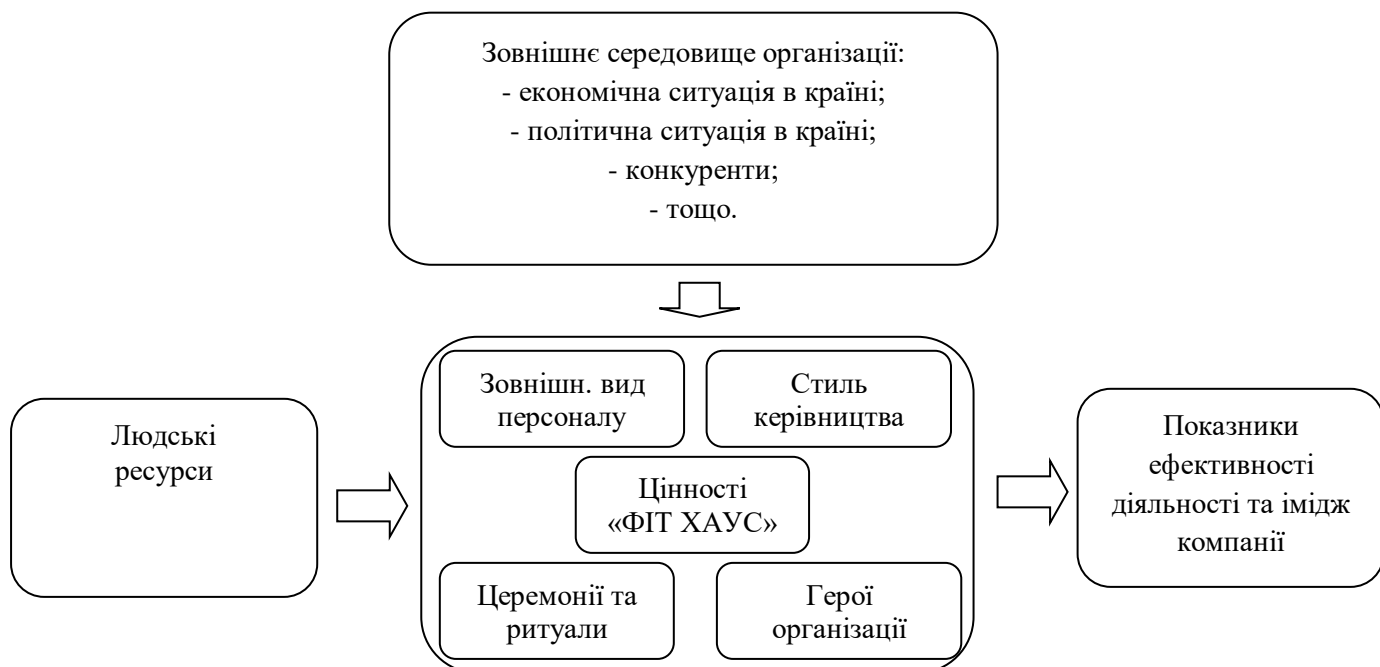 Зовнішнє середовище організації:
- економічна ситуація в країні;
- політична ситуація в країні;
- конкуренти;
- тощо.
Зовнішн. вид
персоналу
Стиль
керівництва
Людські
ресурси
Цінності
«ФІТ ХАУС»
Показники
ефективності
діяльності та імідж
компанії
Церемонії та
ритуали
Герої
організації